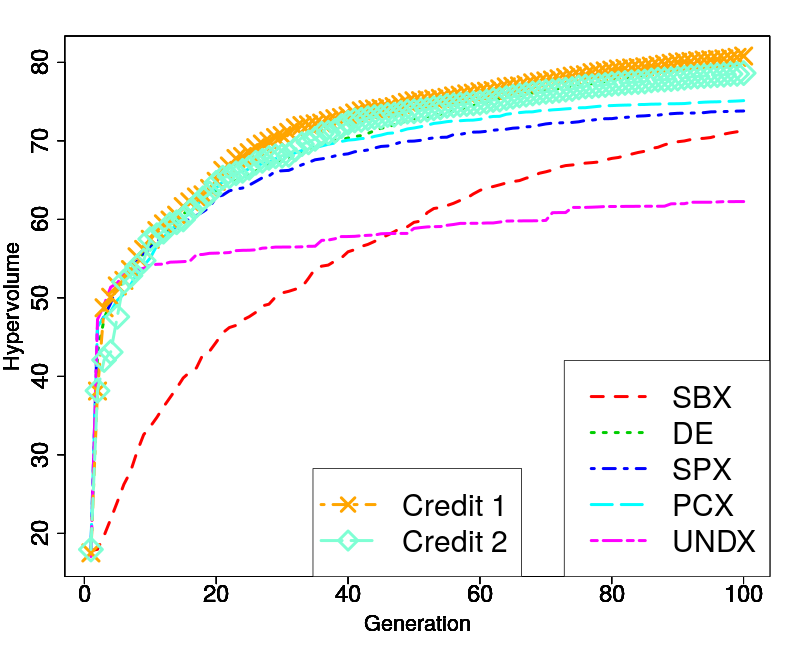 Hypervolume
80
70
60
50
40
30
20
0 20 40 60 80 100
Generation
Credit 1
Credit 2
SBX
DE
SPX
PCX
UNDX